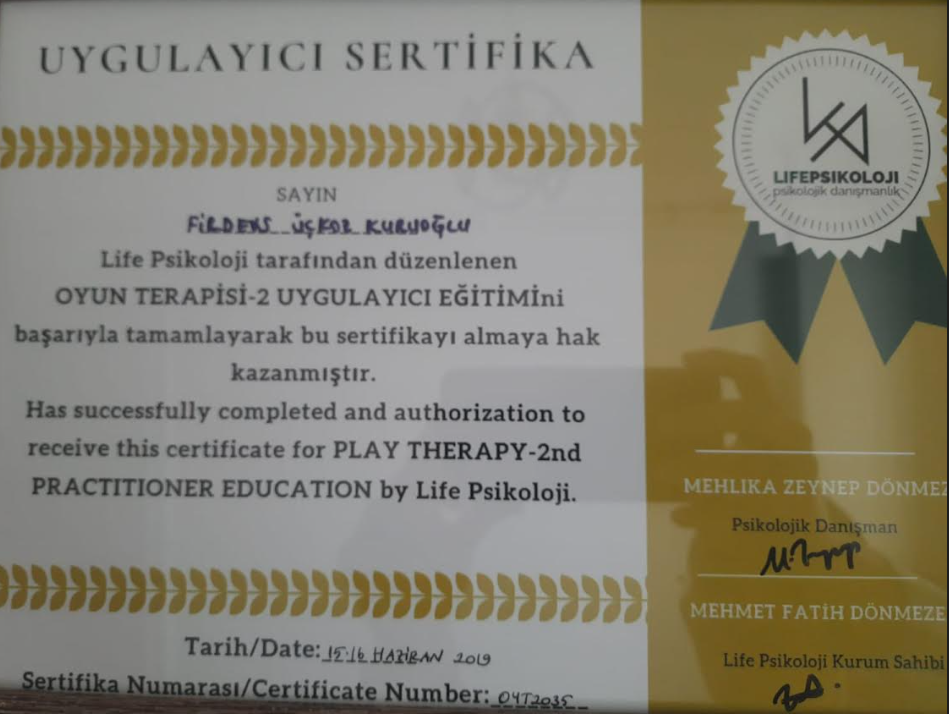 UYGULAYICI SERTİFİKA
SAYIN
FİRDEVS ÜÇKOL KURUOĞLU
Life Psikoloji tarafından düzenlenen
OYUN TERAPİSİ-2 UYGULAYICI EĞİTİMİni
başarıyla tamamlayarak bu sertifikayı almaya hak
kazanmıştır.
Has successfully completed and authorization to
receive this certificate for PLAY THERAPY-2nd
PRACTITIONER EDUCATION by Life Psikoloji.
Tarih/Date: 15-16 HAZİRAN 2019
Sertifika Numarası/Certificate Number: OYT2035
LIFEPSIKOLOJI
psikolojik danışmanlık
MEHLIKA ZEYNEP DÖNMEZ
Psikolojik Danışman
MEHMET FATİH DÖNMEZE
Life Psikoloji Kurum Sahibi